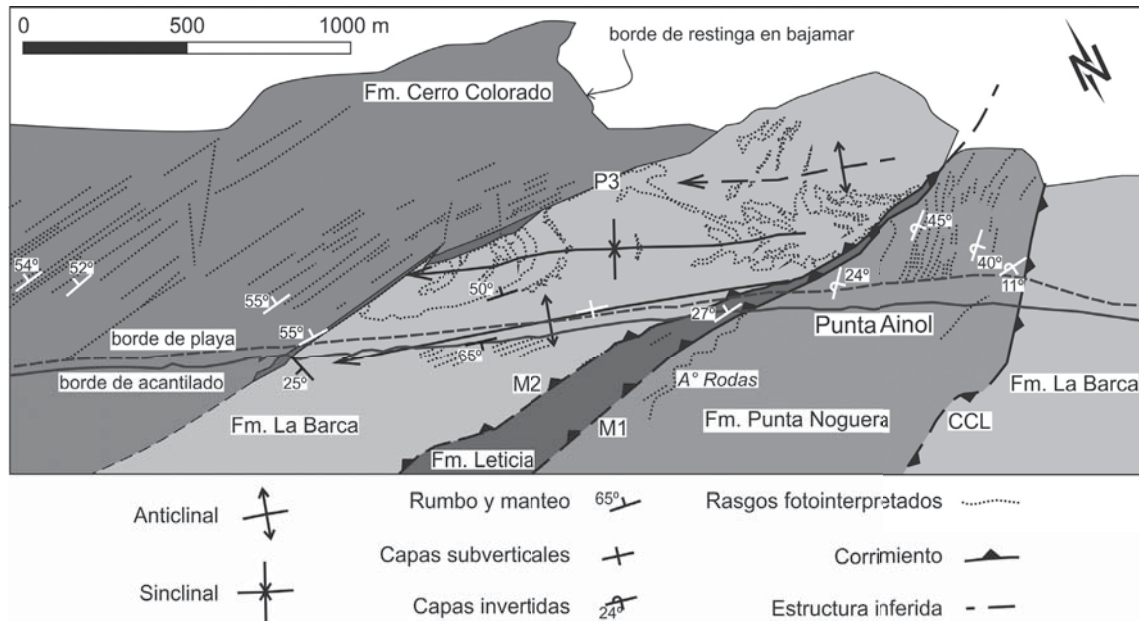 0 500 1000 m
N
borde de restinga en bajamar
Fm. Cerro Colorado
P3
45º
54º
52º
40º
24º
11º
50º
55º
27º
55º
Punta Ainol
borde de playa
65º
borde de acantilado
25º
M2
Aº Rodas
Fm. La Barca
Fm. La Barca
M1
Fm. Punta Noguera
CCL
Fm. Leticia
Anticlinal
Rumbo y manteo
65º
Rasgos fotointerpretados
Capas subverticales
Corrimiento
Sinclinal
Capas invertidas
24º
Estructura inferida